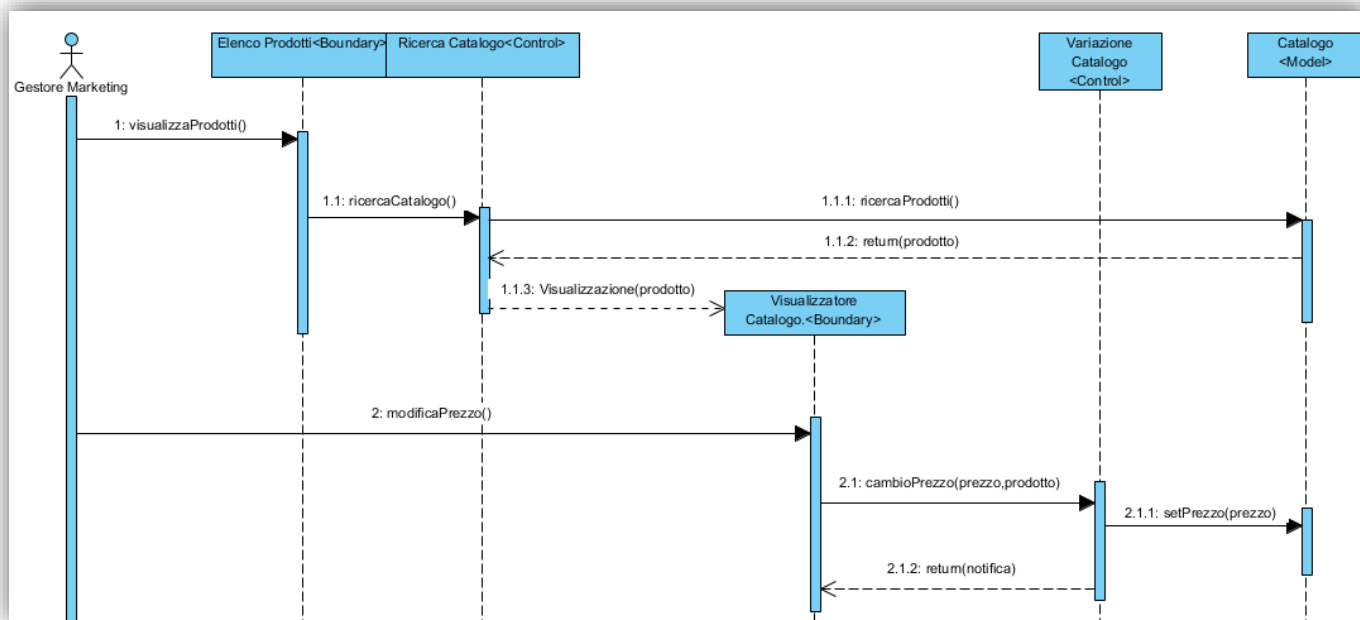 Elenco Prodotti<Boundary>
Ricerca Catalogo<Control>
Variazione
Catalogo
<Control>
Catalogo
<Model>
Gestore Marketing
1: visualizzaProdotti()
1.1: ricercaCatalogo()
1.1.1: ricercaProdotti()
1.1.2: return(prodotto)
1.1.3: Visualizzazione(prodotto)
Visualizzatore
Catalogo.<Boundary>
2: modificaPrezzo()
2.1: cambioPrezzo(prezzo,prodotto)
2.1.1: setPrezzo(prezzo)
2.1.2: return(notifica)